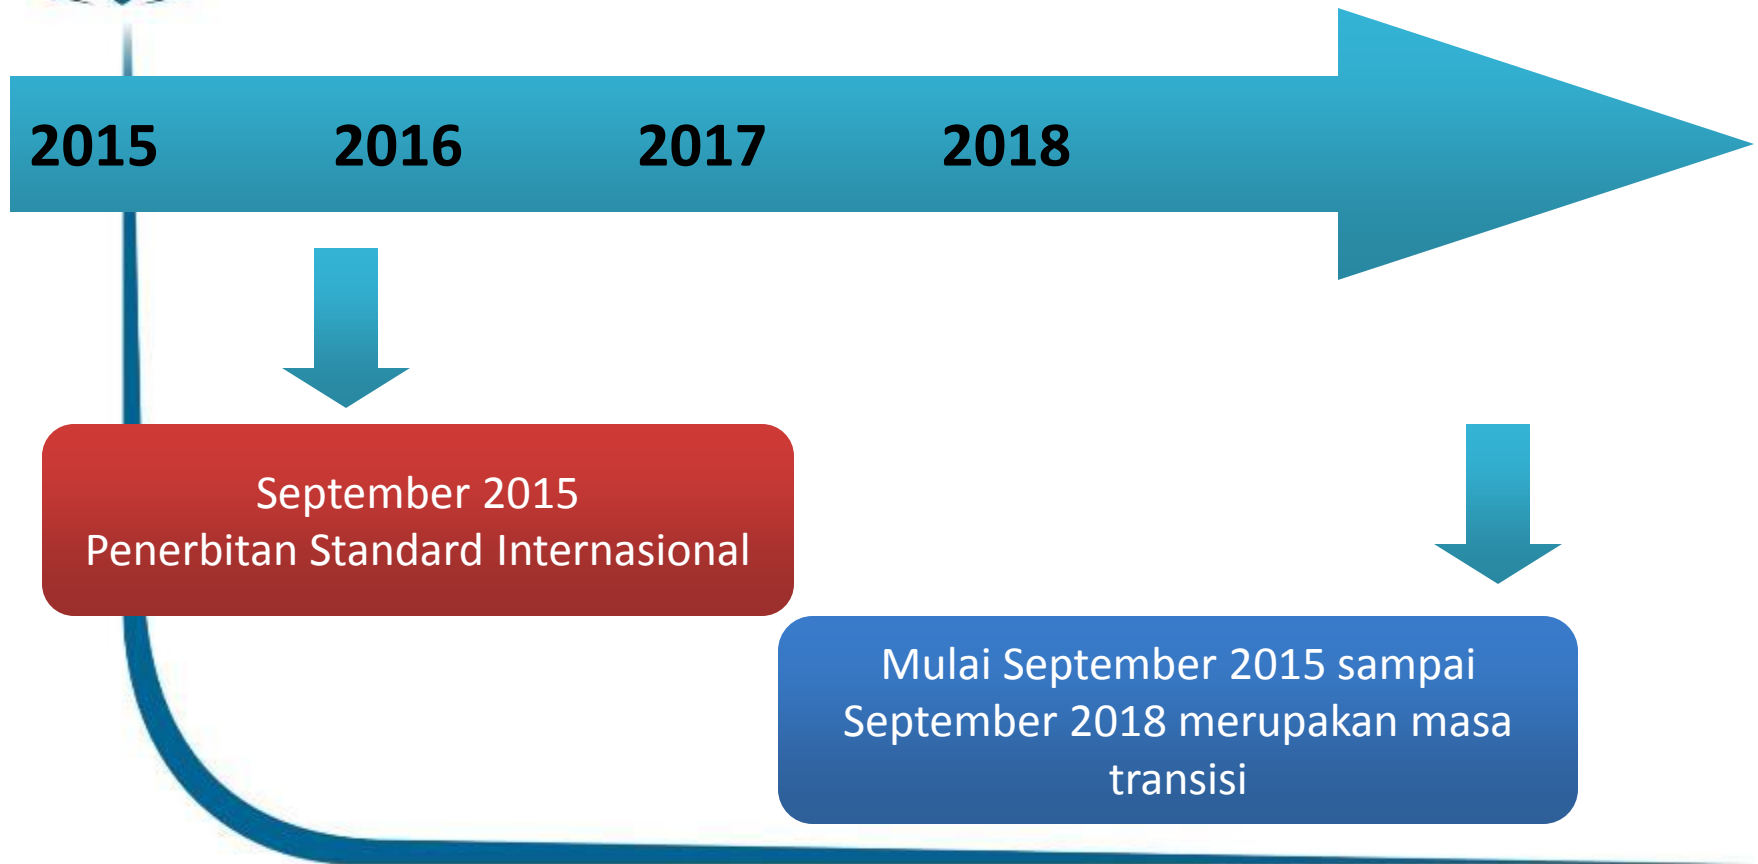 2015 2016 2017 2018
September 2015
Penerbitan Standard Internasional
Mulai September 2015 sampai
September 2018 merupakan masa
transisi